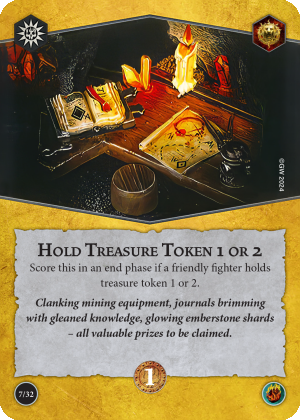 ©GW 2024
HOLD TREASURE TOKEN 1 OR 2
Score this in an end phase if a friendly fighter holds
treasure token 1 or 2.
Clanking mining equipment, journals brimming
with gleaned knowledge, glowing emberstone shards
– all valuable prizes to be claimed.
1
7/32